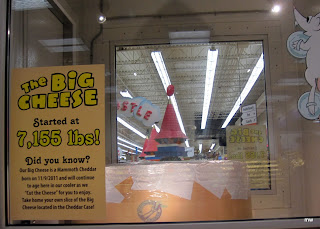 THE BIG
CHEESE
Started at
7,155 lbs!
Did you know?
Our Big Cheese is a Mammoth Cheddar
born on 11/9/2011 and will continue
to age here in our cooler as we
"Cut the Cheese" for you to enjoy.
Take home your own slice of the Big
Cheese located in the Cheddar Case!
STLE